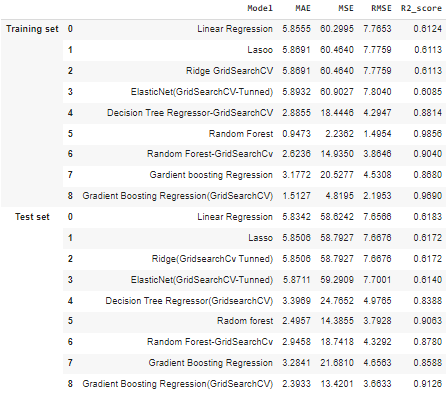 Model MAE MSE RMSE R2_score
Training set 0 Linear Regression 5.8555 60.2995 7.7653 0.6124
1 Lasoo 5.8691 60.4640 7.7759 0.6113
2 Ridge GridSearchCV 5.8691 60.4640 7.7759 0.6113
3 ElasticNet(GridSearchCV-Tunned) 5.8932 60.9027 7.8040 0.6085
4 Decision Tree Regressor-GridSearchCV 2.8855 18.4446 4.2947 0.8814
5 Random Forest 0.9473 2.2362 1.4954 0.9856
6 Random Forest-GridSearchCv 2.6236 14.9350 3.8646 0.9040
7 Gardient boosting Regression 3.1772 20.5277 4.5308 0.8680
8 Gradient Boosting Regression(GridSearchCV) 1.5127 4.8195 2.1953 0.9690
Test set 0 Linear Regression 5.8342 58.6242 7.6566 0.6183
1 Lasso 5.8506 58.7927 7.6676 0.6172
2 Ridge(GridsearchCv Tunned) 5.8506 58.7927 7.6676 0.6172
3 ElasticNet(GridSearchCV-Tunned) 5.8711 59.2909 7.7001 0.6140
4 Decision Tree Regressor(GridsearchCV) 3.3969 24.7652 4.9765 0.8388
5 Radom forest 2.4957 14.3855 3.7928 0.9063
6 Random Forest-GridSearchCv 2.9458 18.7418 4.3292 0.8780
7 Gradient Boosting Regression 3.2841 21.6810 4.6563 0.8588
8 Gradient Boosting Regression(GridSearchCV) 2.3933 13.4201 3.6633 0.9126